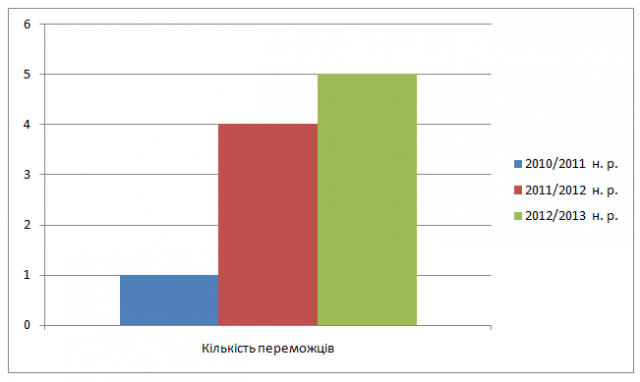 6
5
4
3
2
1
0
Кількість переможців
2010/2011 н. р.
2011/2012 н. р.
2012/2013 н. р.